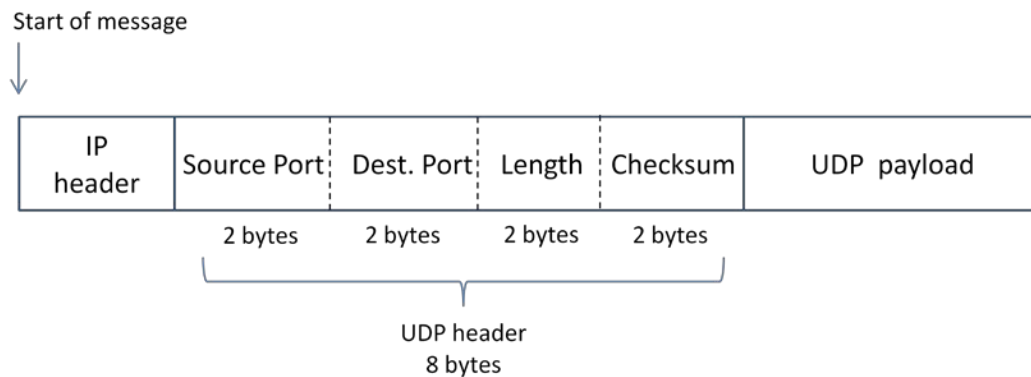 Start of message
IP
header
Source Port
Dest. Port
Length
Checksum
UDP payload
2 bytes
2 bytes
2 bytes
2 bytes
UDP header
8 bytes